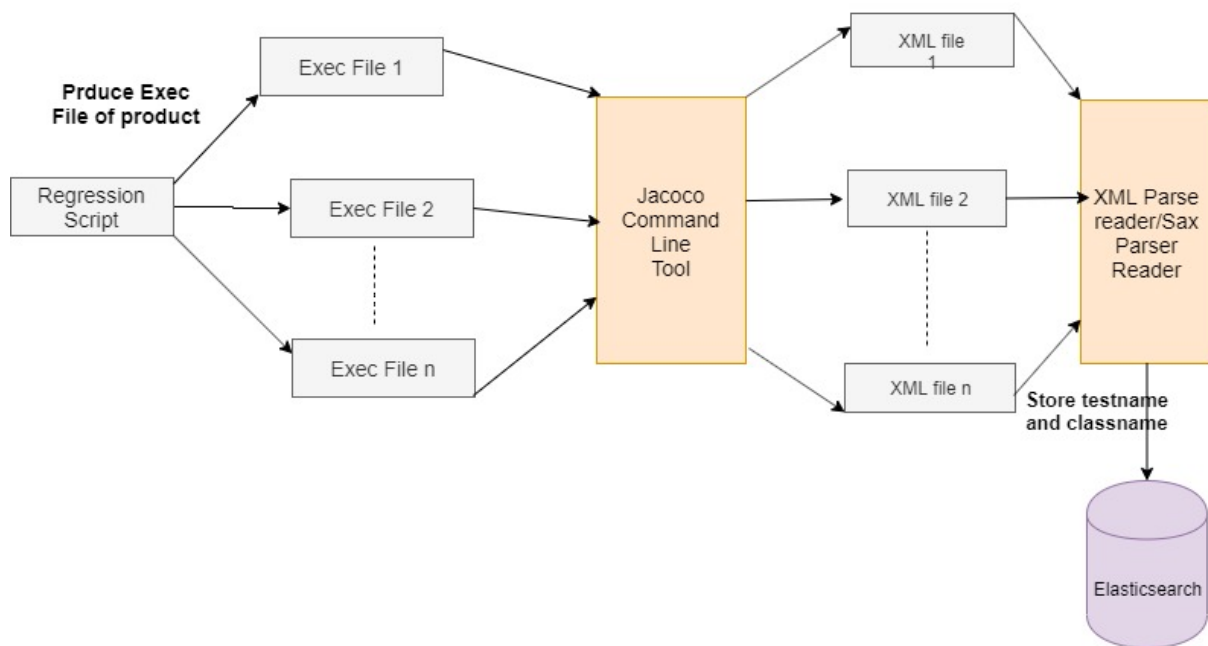 Exec File 1
XML file
1
Prduce Exec
File of product
Regression
Script
Exec File 2
Jacoco
Command
Line
Tool
XML file 2
XML Parse
reader/Sax
Parser
Reader
Exec File n
XML file n
Store testname
and classname
Elasticsearch